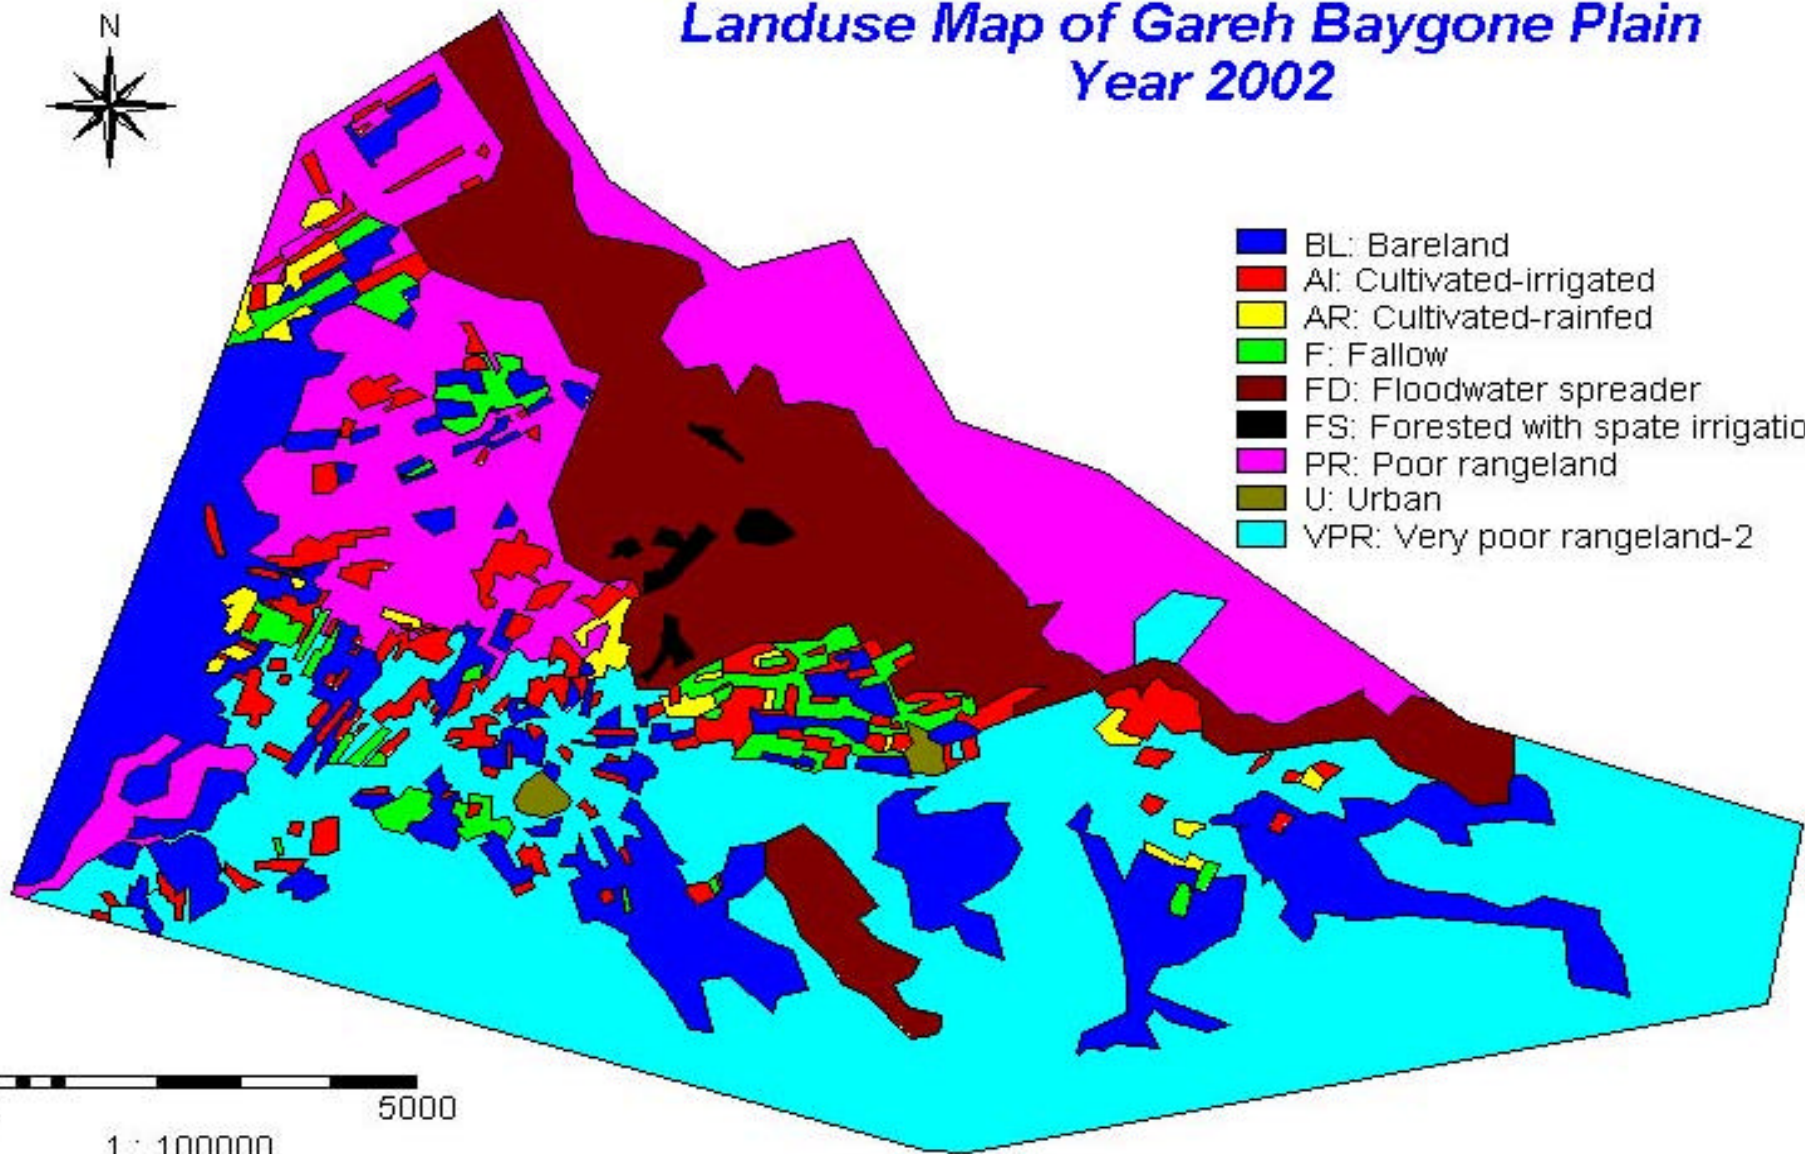 Landuse Map of Gareh Baygone Plain
Year 2002
N
BL: Bareland
AI: Cultivated-irrigated
AR: Cultivated-rainfed
F: Fallow
FD: Floodwater spreader
FS: Forested with spate irrigatio
PR: Poor rangeland
U: Urban
VPR: Very poor rangeland-2
5000
1 : 100000